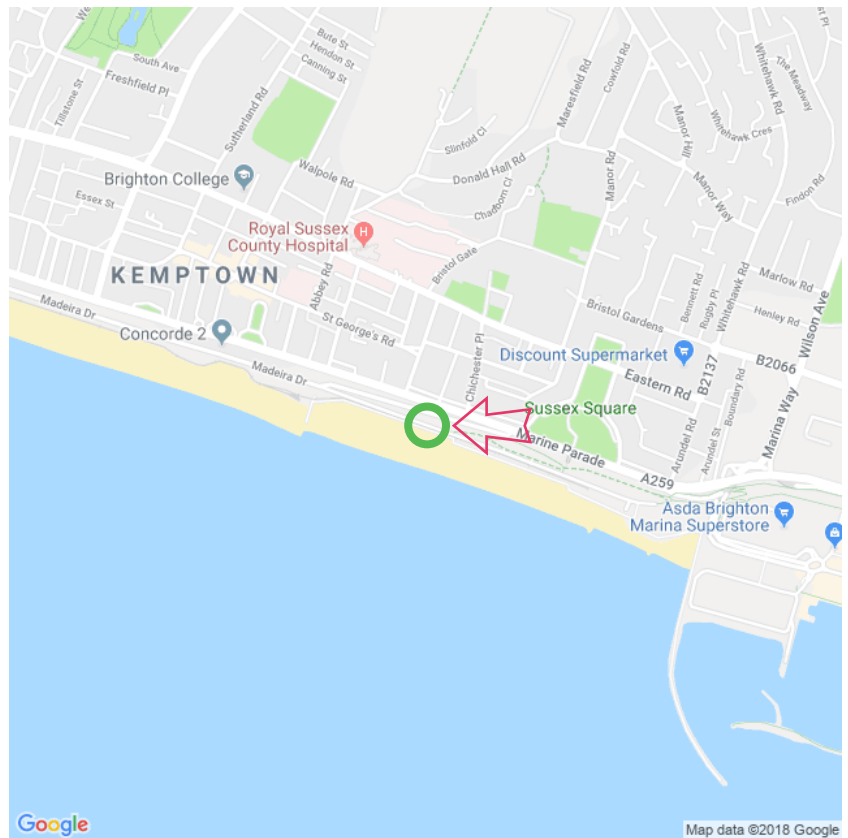 We
South Ave
Freshfield Pl
Tillstone St
Bute St
Hendon St
Canning St
Sutherland Rd
Maresfield Rd
Cowfold Rd
The Meadway
Whitehawk Rd
Whitehawk Cres
Slinfold Cl
Manor Hill
Walpole Rd
Donald Hall Rd
Manor Rd
Brighton College
Chadborn Cl
Manor Way
Findon Rd
Essex St
Royal Sussex
County Hospital
H
Bristol Gate
KEMPTOWN
Abbey Rd
Marlow Rd
Bennett Rd
Rugby Pl
Whitehawk Rd
Wilson Ave
Madeira Dr
St George's Rd
Bristol Gardens
Henley Rd
Concorde 2
Chichester Pl
Discount Supermarket
B2066
Eastern Rd
B2137
Madeira Dr
Boundary Rd
Sussex Square
Marina Way
Marine Parade
Arundel Rd
Arundel St
A259
Asda Brighton
Marina Superstore
Google
Map data ©2018 Google